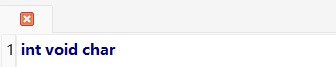 1 int void char